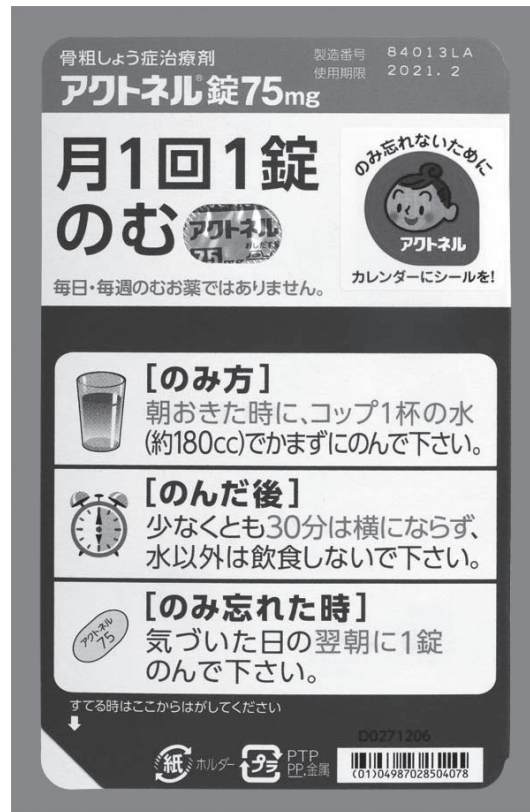 骨粗しょう症治療剤
製造番号 84013LA
使用期限 2021. 2
アクトネル®錠75mg
月1回1錠
のむ
アクトネル
毎日・毎週のむお薬ではありません。
のみ忘れないために
アクトネル
カレンダーにシールを!
[のみ方]
朝おきた時に、コップ1杯の水
(約180cc)でかまずにのんで下さい。
[のんだ後]
少なくとも30分は横にならず、
水以外は飲食しないで下さい。
[のみ忘れた時]
アクトネル
75
気づいた日の翌朝に1錠
のんで下さい。
すてる時はここからはがしてください
D0271206
紙 ホルダー プラ PTP
PP.金属
(01)04987028504078